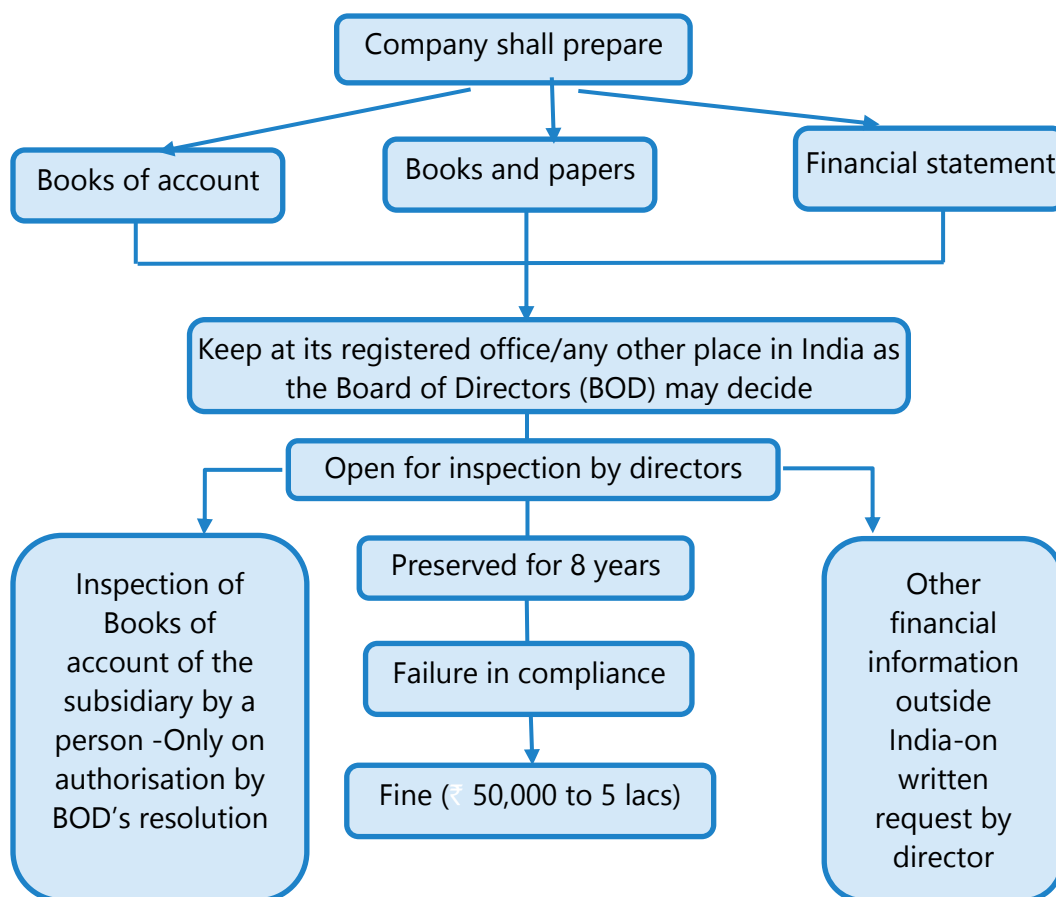 Company shall prepare
Books of account
Books and papers
Financial statement
Keep at its registered office/any other place in India as
the Board of Directors (BOD) may decide
Open for inspection by directors
Inspection of
Books of
account of the
subsidiary by a
person -Only on
authorisation by
BOD’s resolution
Preserved for 8 years
Failure in compliance
Fine (₹ 50,000 to 5 lacs)
Other
financial
information
outside
India-on
written
request by
director